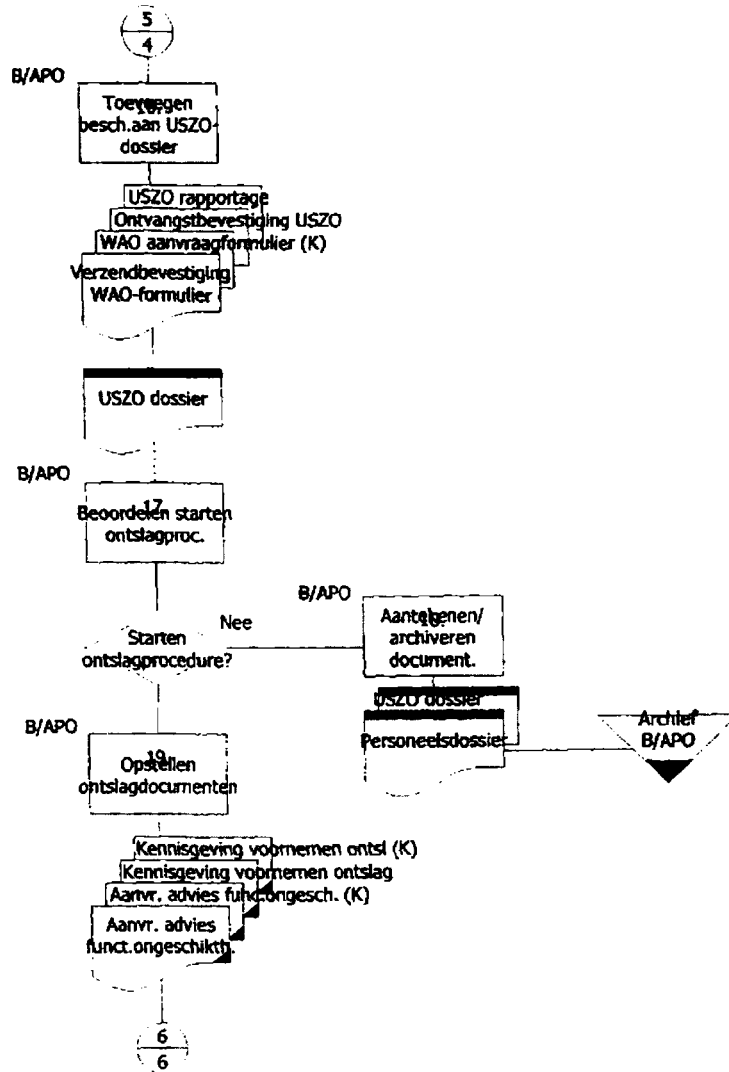 5
4
B/APO
16.
Toevoegen
besch.aan USZO-
dossier
USZO rapportage
Ontvangstbevestiging USZO
WAO aanvraagformulier (K)
Verzendbevestiging
WAO-formulier
USZO dossier
B/APO
17.
Beoordelen starten
ontslagproc.
Starten
ontslagprocedure?
Nee
B/APO
Aantekenen/
archiveren
document.
USZO dossier
Personeelsdossier
Archief
B/APO
B/APO
19.
Opstellen
ontslagdocumenten
Kennisgeving voornemen ontsl (K)
Kennisgeving voornemen ontslag
Aanvr. advies func.ongesch. (K)
Aanvr. advies
funct.ongeschikth.
6
6